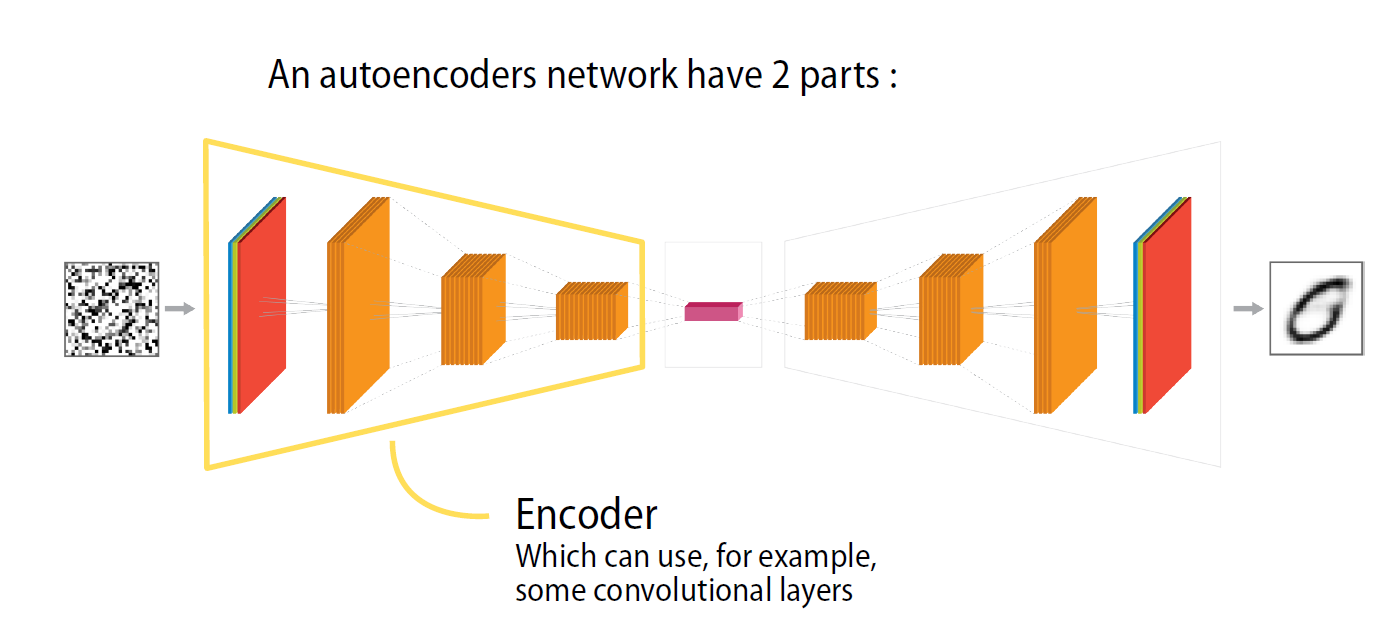 An autoencoders network have 2 parts :
Encoder
Which can use, for example,
some convolutional layers